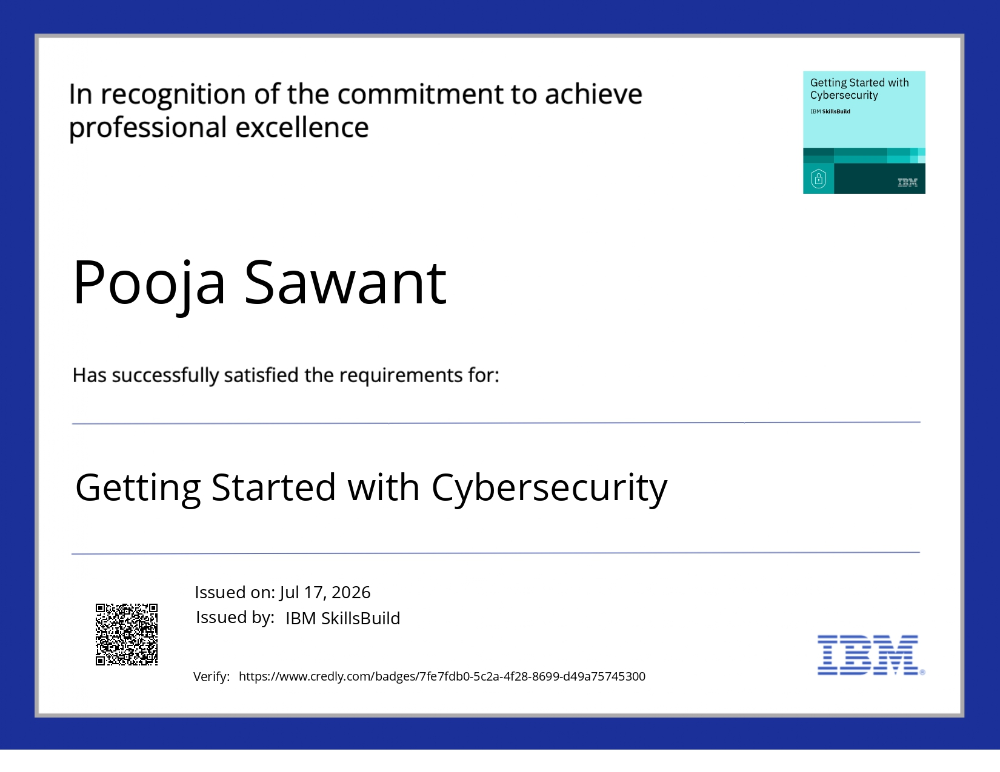 In recognition of the commitment to achieve
professional excellence
Getting Started with
Cybersecurity
IBM SkillsBuild
IBM
Pooja Sawant
Has successfully satisfied the requirements for:
Getting Started with Cybersecurity
Issued on: Jul 17, 2026
Issued by: IBM SkillsBuild
Verify: https://www.credly.com/badges/7fe7fdb0-5c2a-4f28-8699-d49a75745300
IBM®